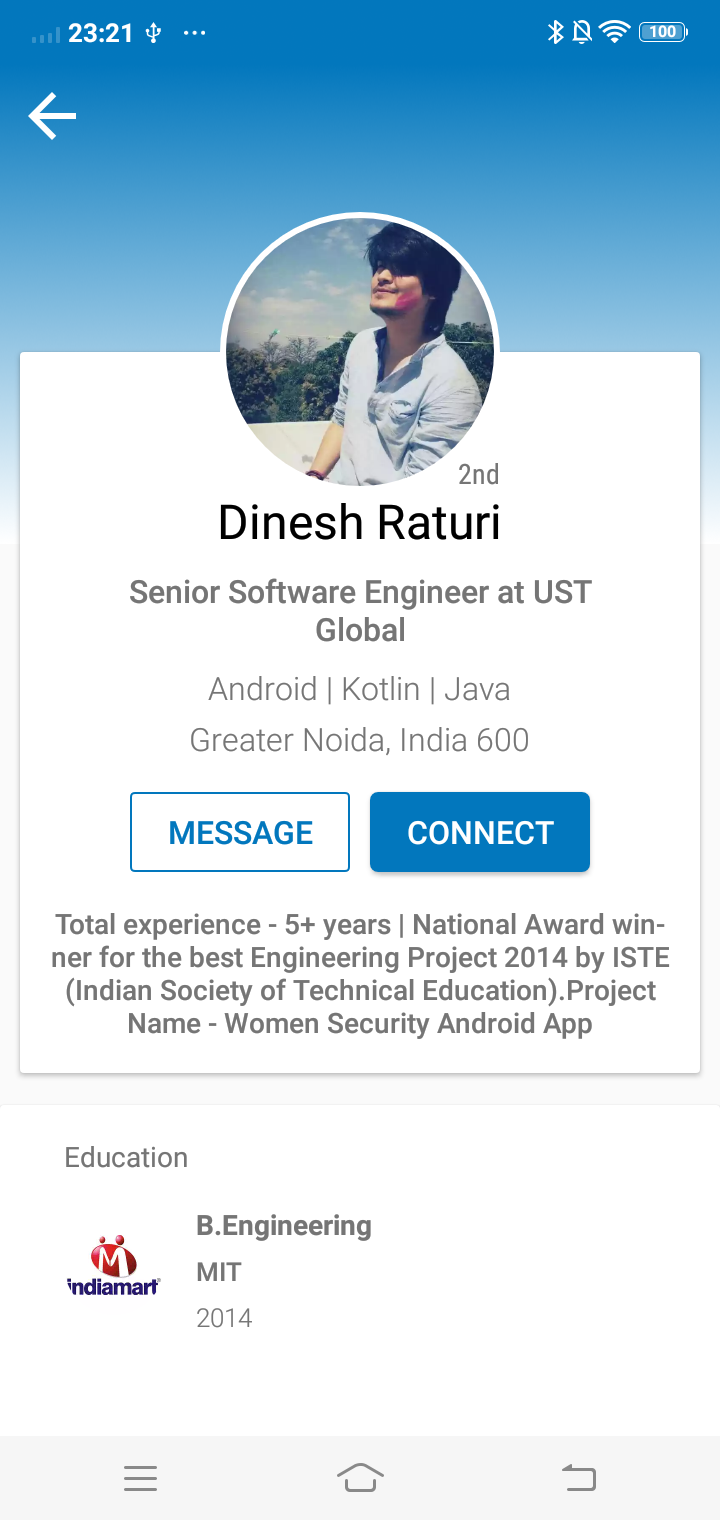 23:21
100
2nd
Dinesh Raturi
Senior Software Engineer at UST
Global
Android | Kotlin | Java
Greater Noida, India 600
MESSAGE
CONNECT
Total experience - 5+ years | National Award win-
ner for the best Engineering Project 2014 by ISTE
(Indian Society of Technical Education).Project
Name - Women Security Android App
Education
B.Engineering
M
indiamart
MIT
2014